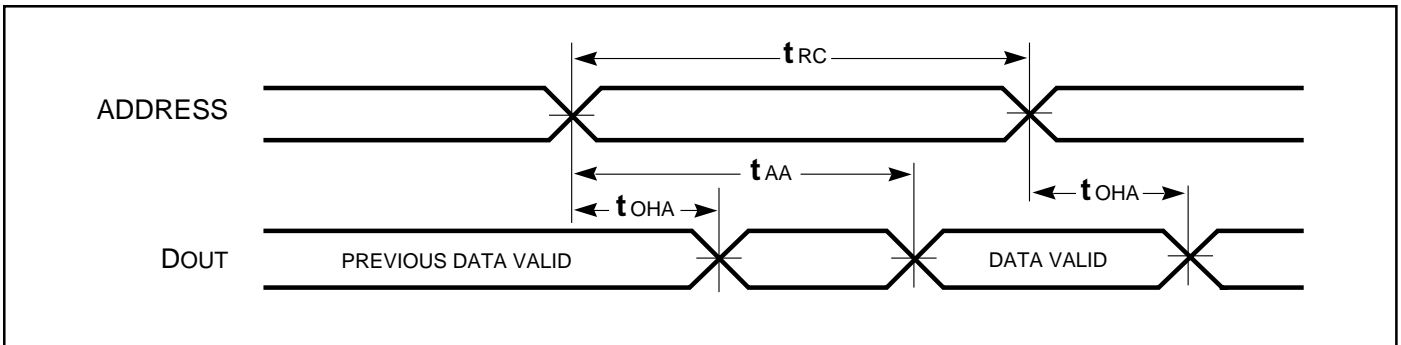 tRC
ADDRESS
tAA
tOHA
tOHA
DOUT
PREVIOUS DATA VALID
DATA VALID